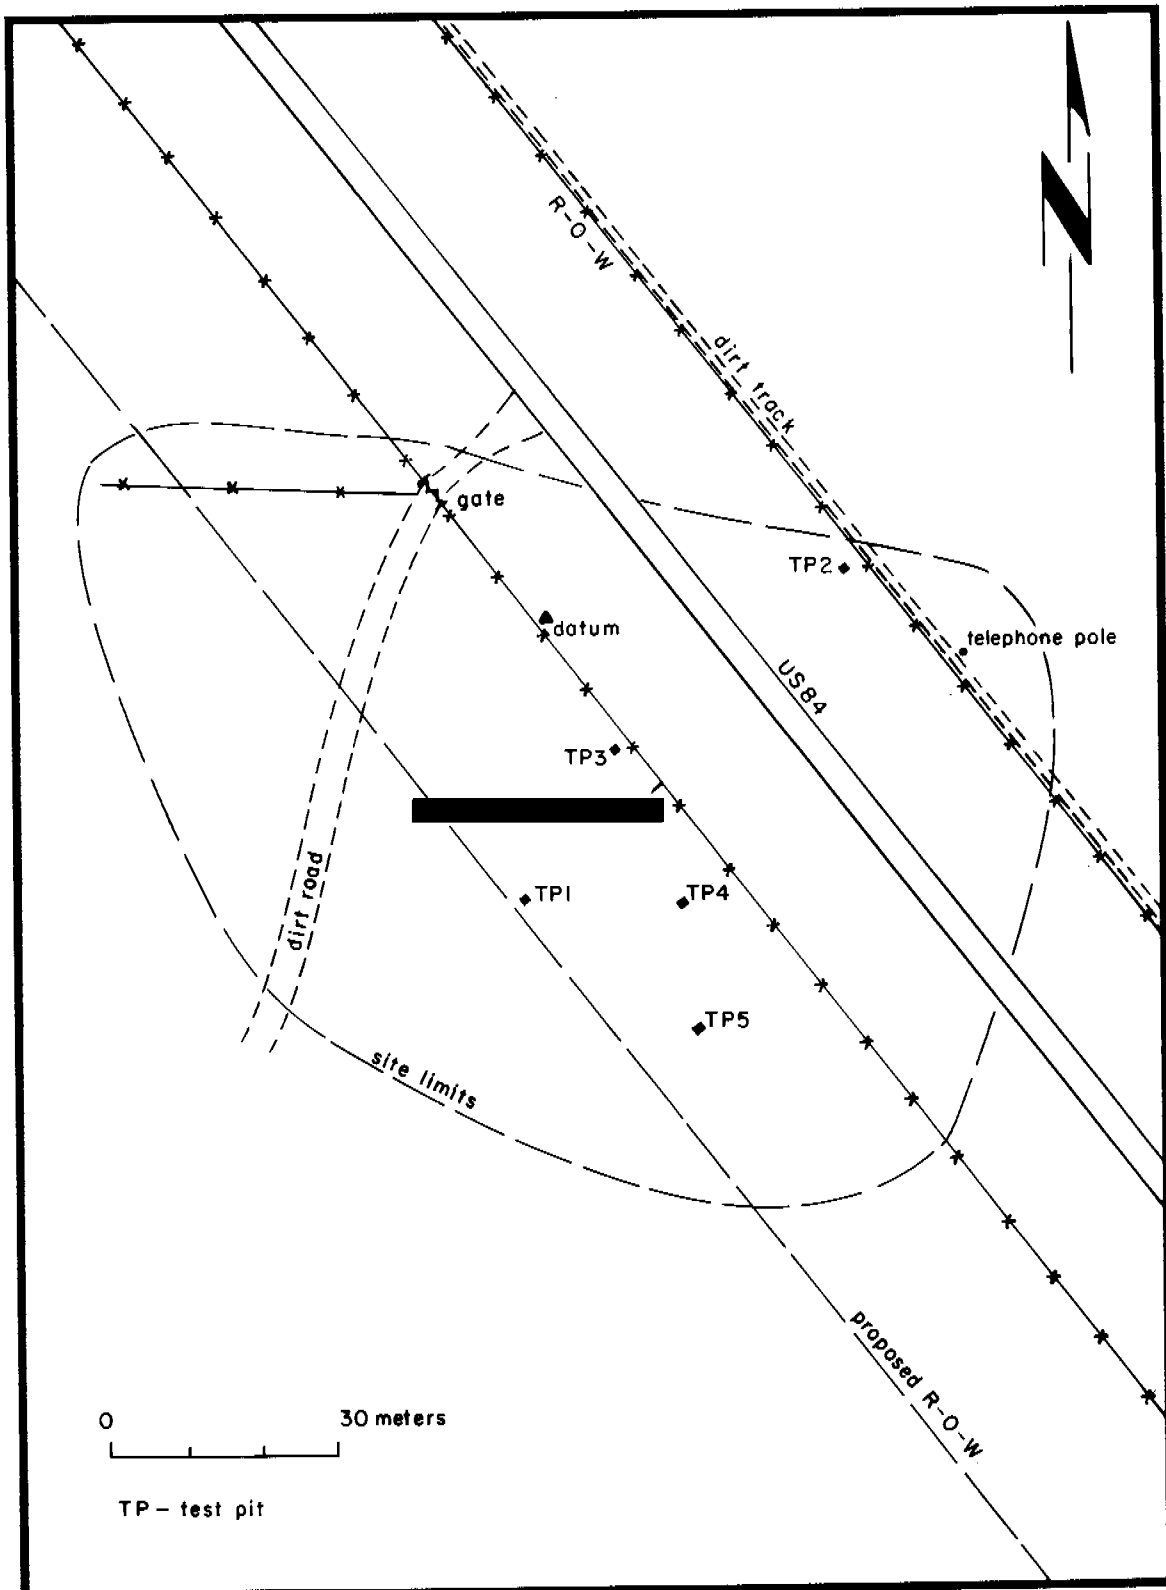 N
R-O-W
dirt track
gate
TP2
telephone pole
datum
US84
TP3
TP1
TP4
dirt road
TP5
site limits
proposed R-O-W
0 30 meters
TP - test pit